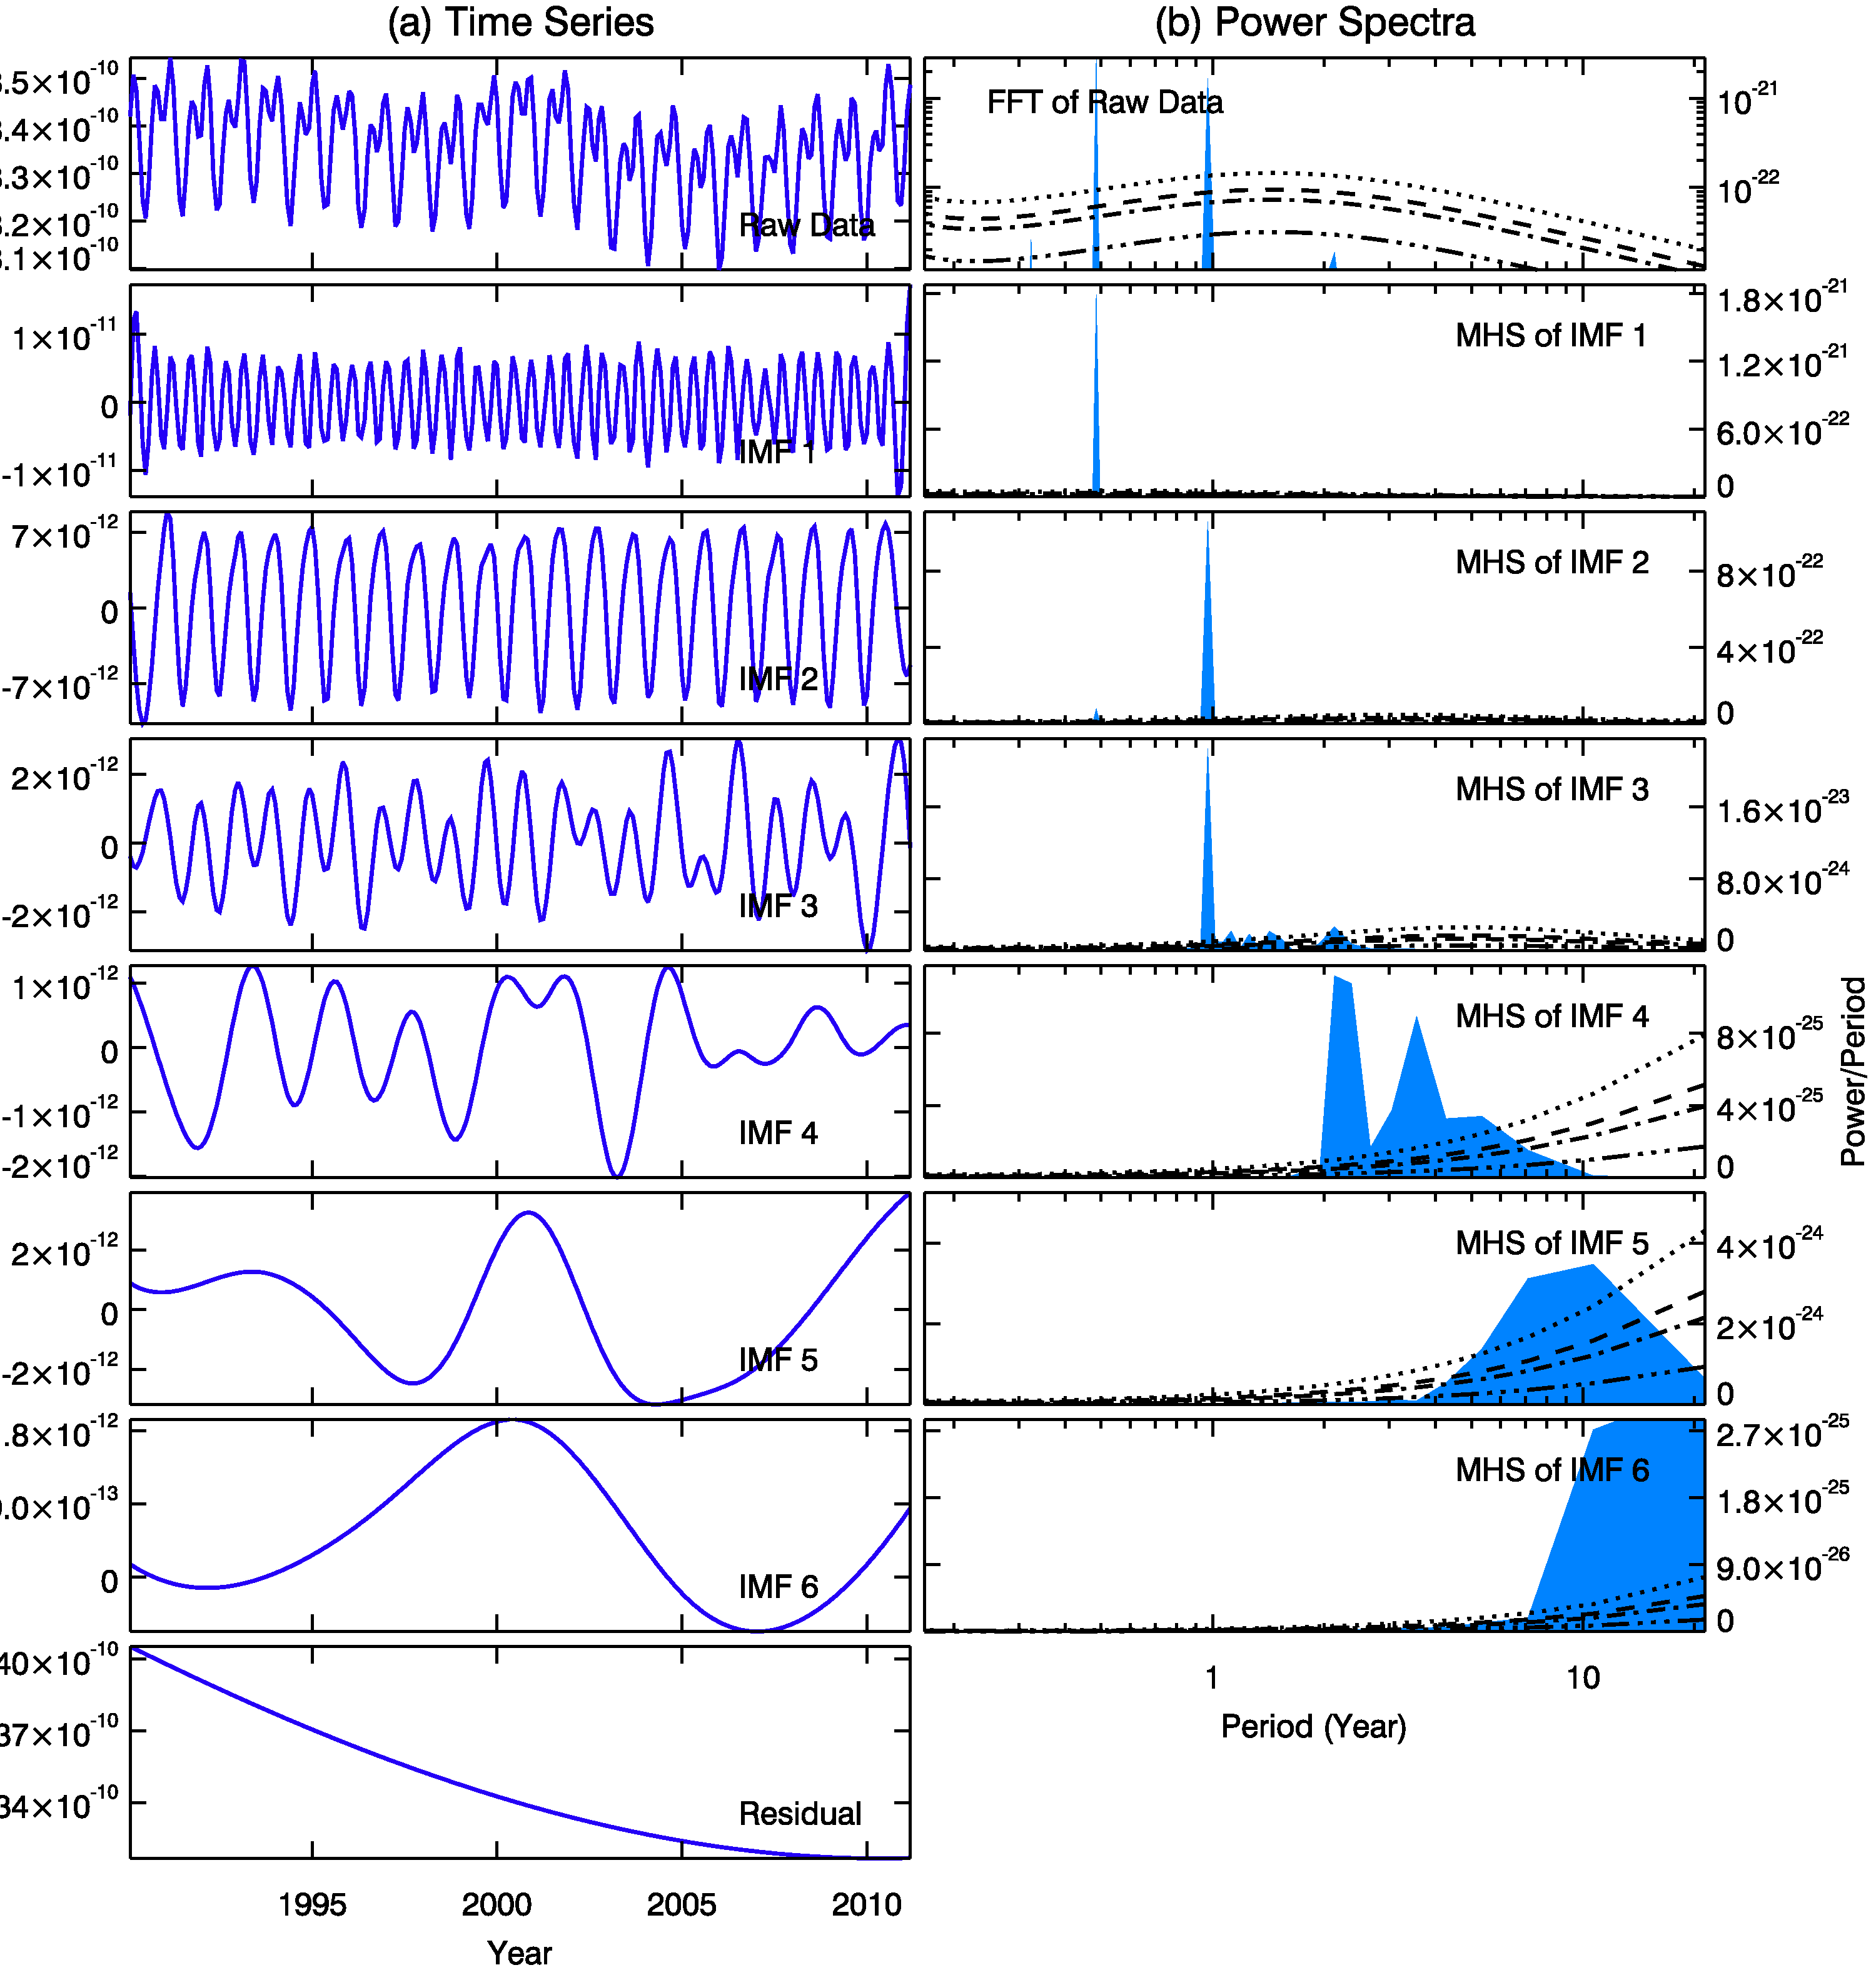 (a) Time Series
(b) Power Spectra
3.5×10-10
.4×10-10
.3×10-10
.2×10-10
.1×10-10
Raw Data
FFT of Raw Data
10-21
10-22
1×10-11
0
-1×10-11
IMF 1
MHS of IMF 1
1.8×10-21
1.2×10-21
6.0×10-22
0
7×10-12
0
-7×10-12
IMF 2
MHS of IMF 2
8×10-22
4×10-22
0
2×10-12
0
-2×10-12
IMF 3
MHS of IMF 3
1.6×10-23
8.0×10-24
0
1×10-12
0
-1×10-12
-2×10-12
IMF 4
MHS of IMF 4
8×10-25
4×10-25
0
Power/Period
2×10-12
0
-2×10-12
IMF 5
MHS of IMF 5
4×10-24
2×10-24
0
.8×10-12
.0×10-13
0
IMF 6
MHS of IMF 6
2.7×10-25
1.8×10-25
9.0×10-26
0
40×10-10
37×10-10
34×10-10
Residual
1
10
Period (Year)
1995
2000
2005
2010
Year